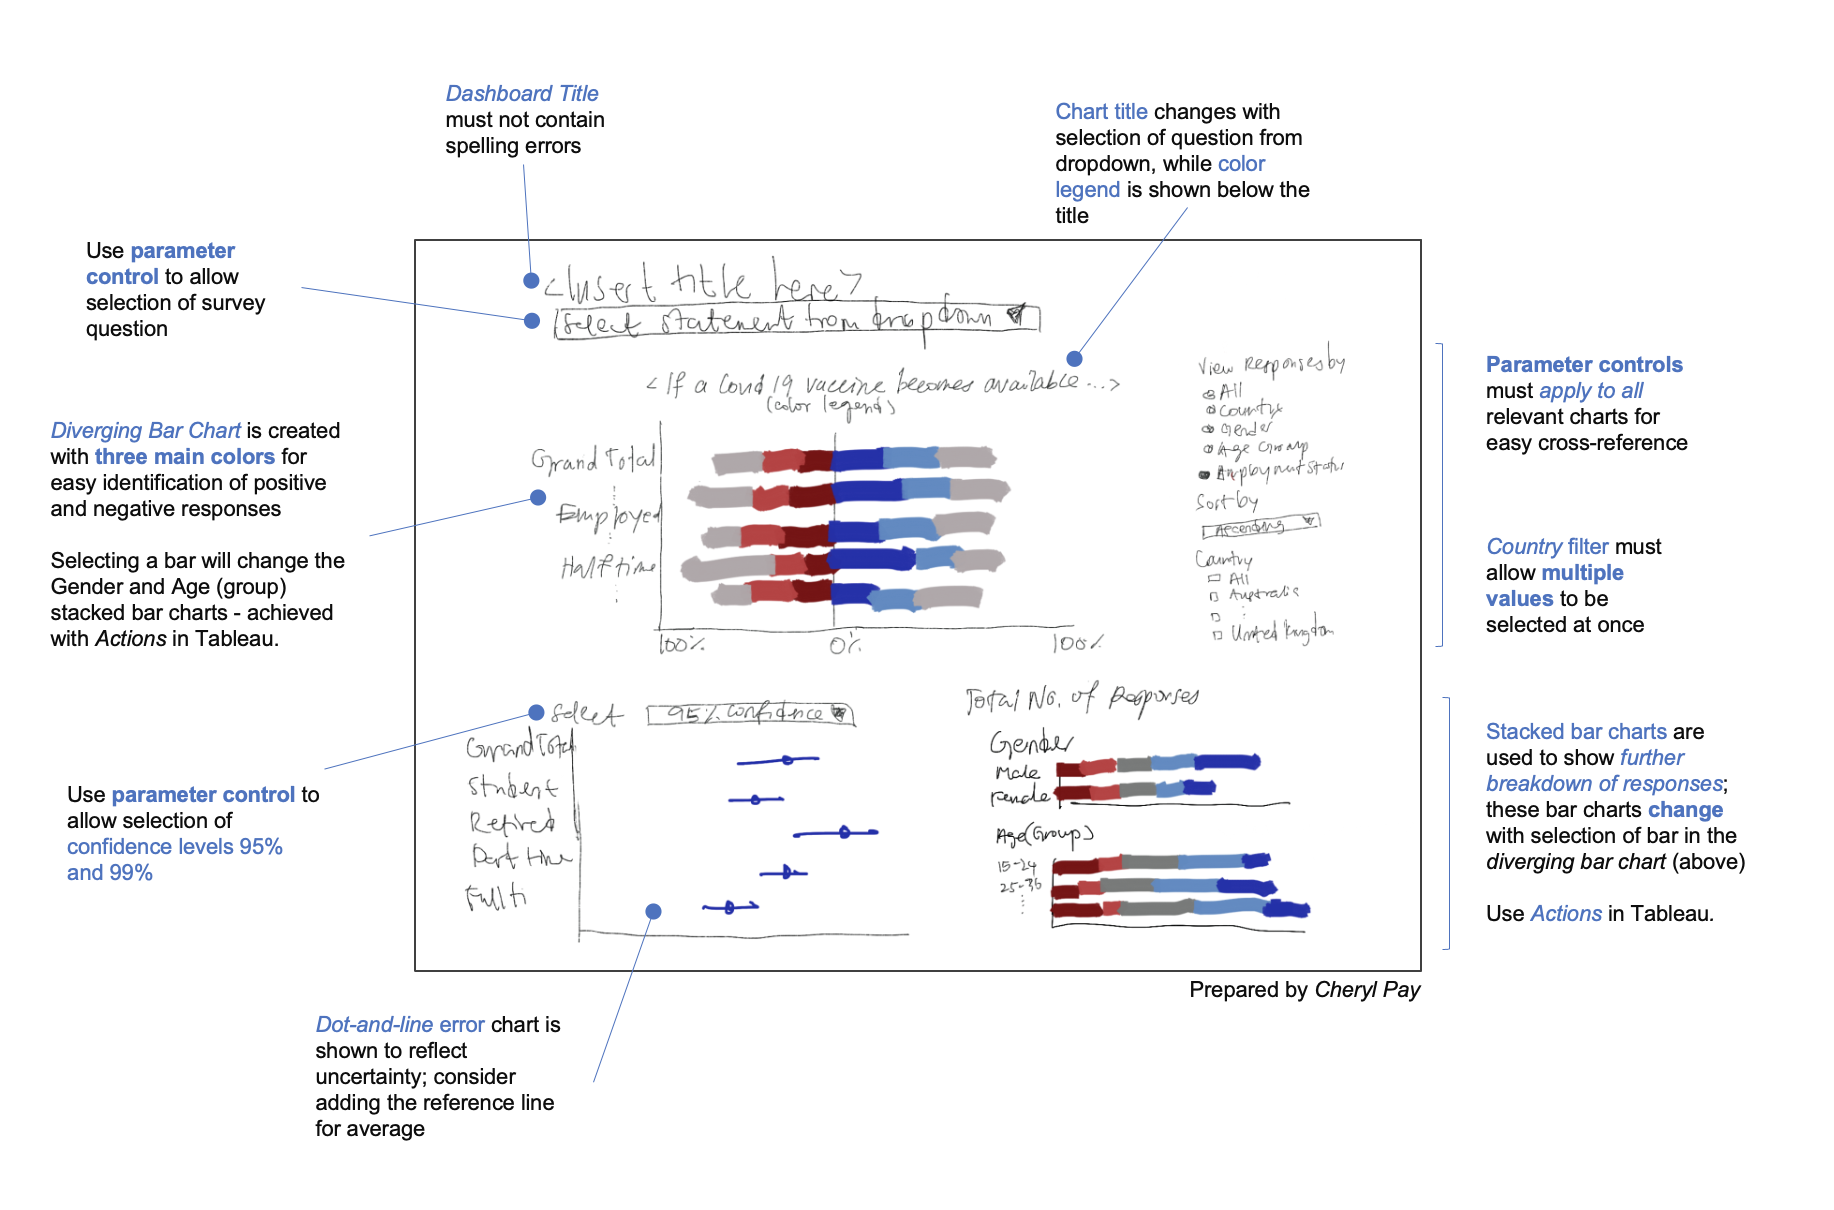 Dashboard Title
must not contain
spelling errors
Chart title changes with
selection of question from
dropdown, while color
legend is shown below the
title
Use parameter
control to allow
selection of survey
question
<Insert title here>
Select statement from dropdown
<If a Covid 19 vaccine becomes available...>
(color legends)
Diverging Bar Chart is created
with three main colors for
easy identification of positive
and negative responses
Selecting a bar will change the
Gender and Age (group)
stacked bar charts - achieved
with Actions in Tableau.
Grand Total
Employed
Half time
100%
0%
100%
View Responses by
All
Country
Gender
Age Group
Employment Status
Sort by
Ascending
Country
All
Australia
United Kingdom
Parameter controls
must apply to all
relevant charts for
easy cross-reference
Country filter must
allow multiple
values to be
selected at once
Select 95% confidence
Grand Total
Student
Retired
Part time
Full ti
Use parameter control to
allow selection of
confidence levels 95%
and 99%
Total No. of Responses
Gender
Male
Female
Age (Group)
15-24
25-36
Stacked bar charts are
used to show further
breakdown of responses;
these bar charts change
with selection of bar in the
diverging bar chart (above)
Use Actions in Tableau.
Prepared by Cheryl Pay
Dot-and-line error chart is
shown to reflect
uncertainty; consider
adding the reference line
for average